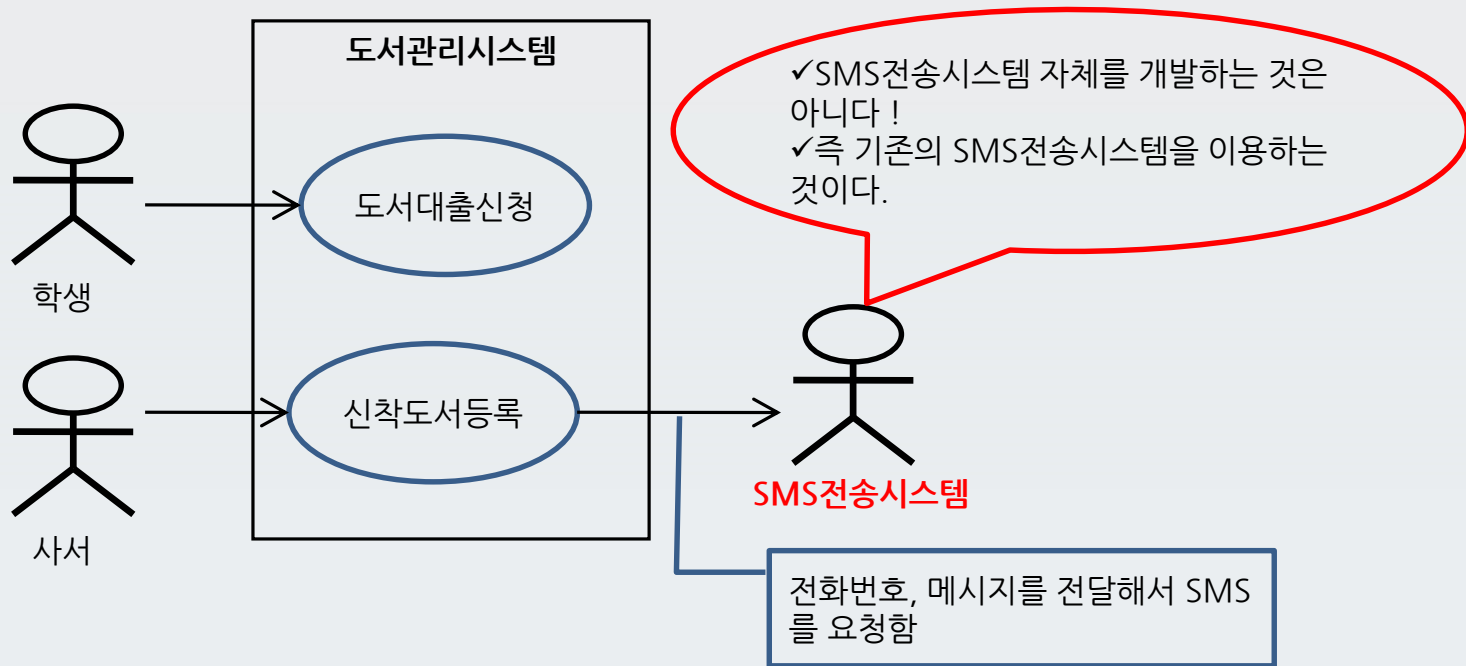 도서관리시스템
✓SMS전송시스템 자체를 개발하는 것은
아니다 !
✓즉 기존의 SMS전송시스템을 이용하는
것이다.
도서대출신청
학생
신착도서등록
SMS전송시스템
사서
전화번호, 메시지를 전달해서 SMS
를 요청함